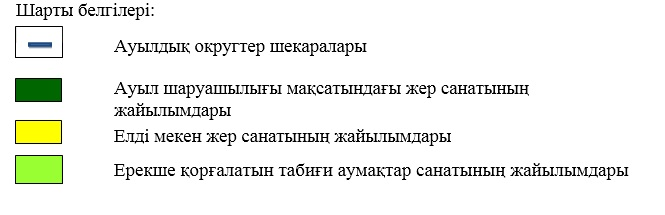 Шарты белгілері:
Ауылдық округтер шекаралары
Ауыл шаруашылығы мақсатындағы жер санатының
жайылымдары
Елді мекен жер санатының жайылымдары
Ерекше қорғалатын табиғи аумақтар санатының жайылымдары